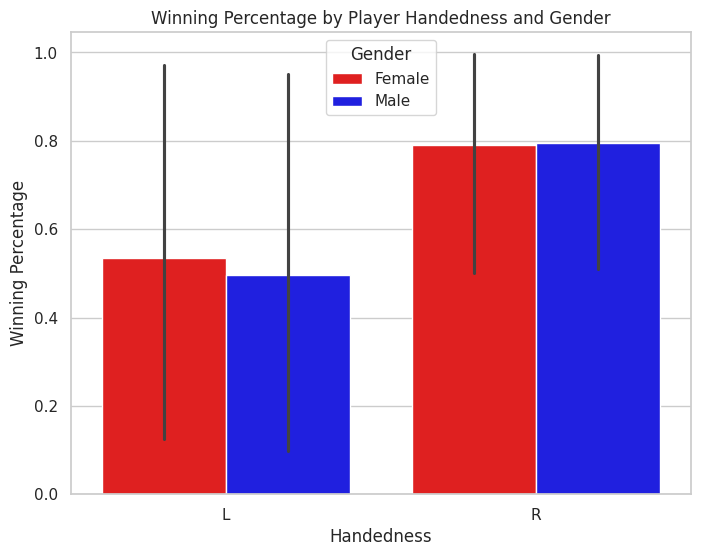 Winning Percentage by Player Handedness and Gender
Gender
Female
Male
Winning Percentage
1.0
0.8
0.6
0.4
0.2
0.0
L R
Handedness